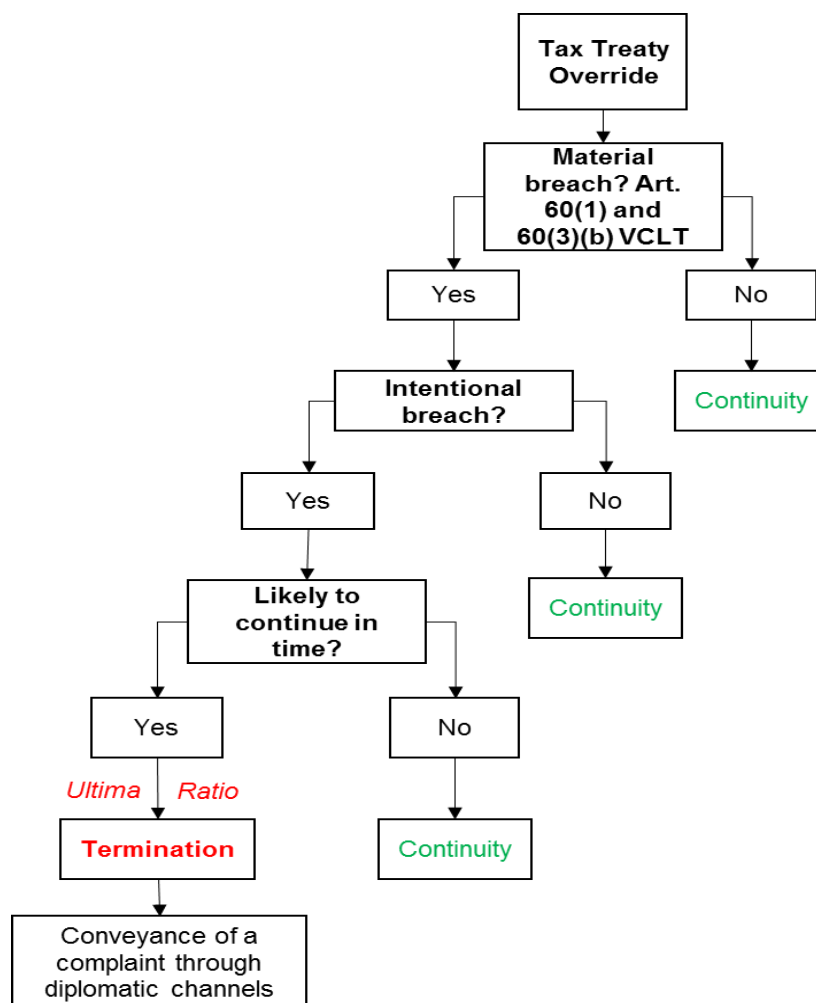 Tax Treaty
Override
Material
breach? Art.
60(1) and
60(3)(b) VCLT
Yes
No
Intentional
breach?
Continuity
Yes
No
Likely to
continue in
time?
Continuity
Yes
No
Ultima Ratio
Termination
Continuity
Conveyance of a
complaint through
diplomatic channels